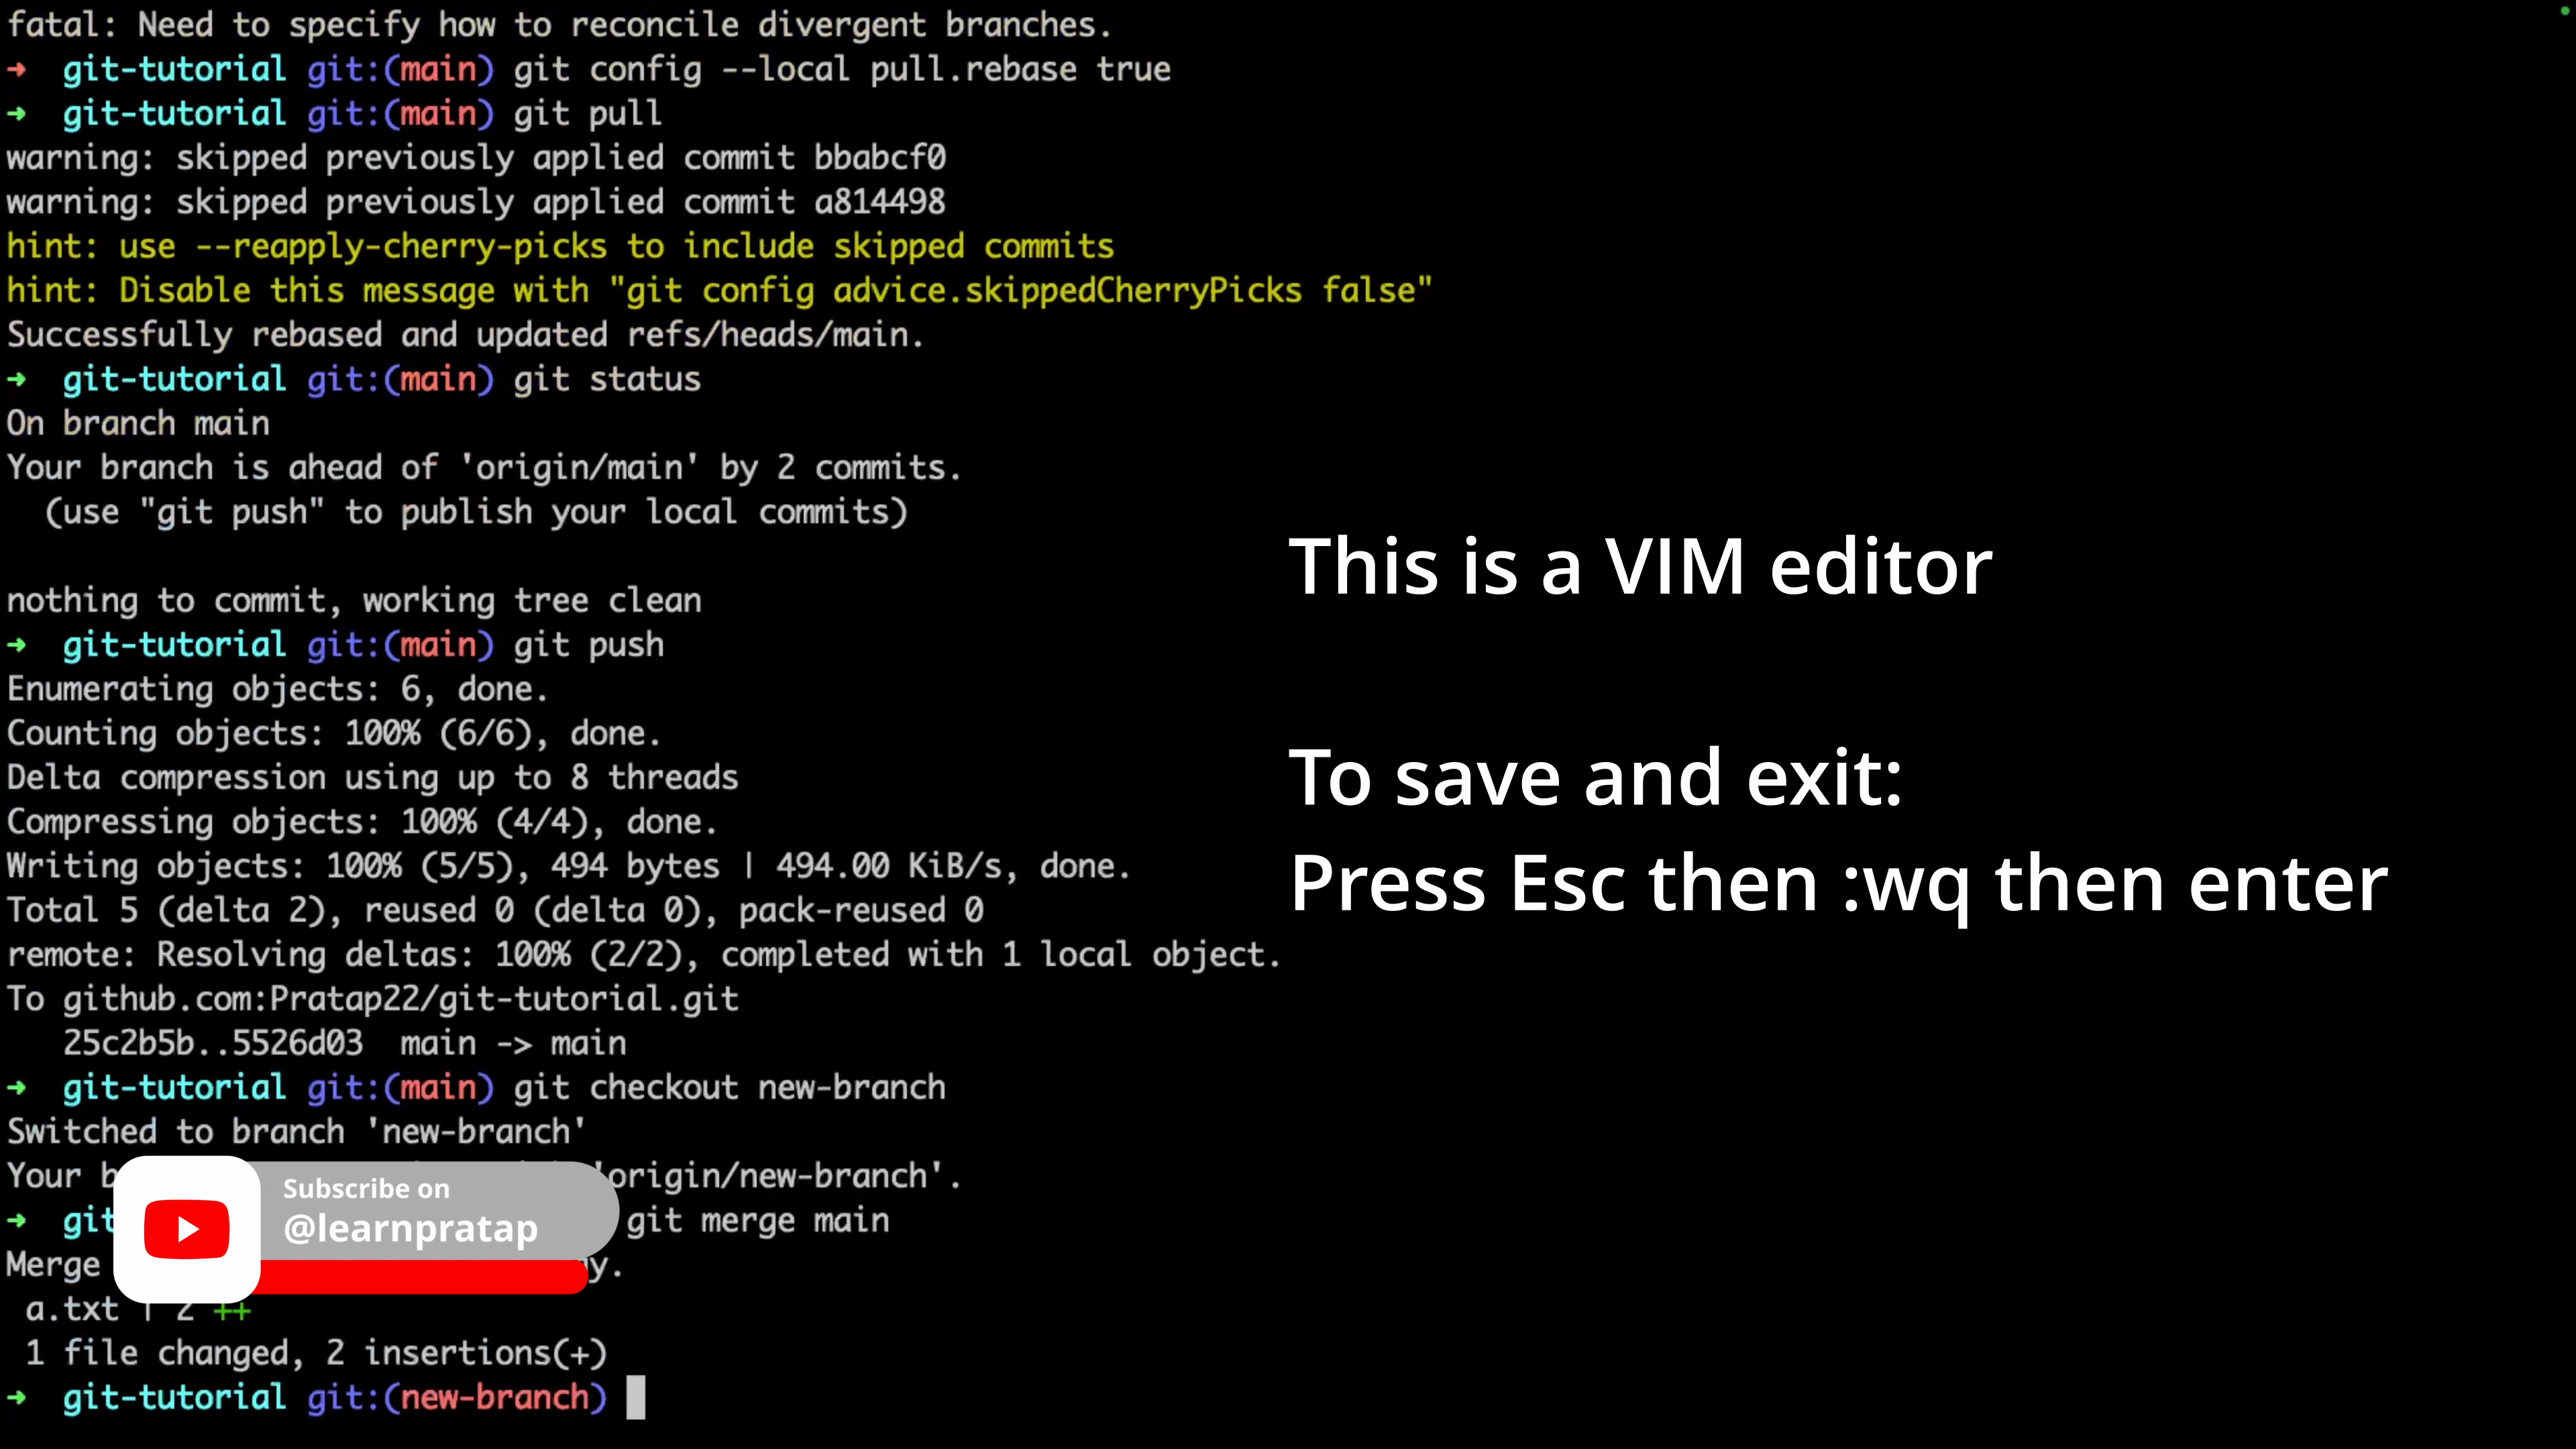 fatal: Need to specify how to reconcile divergent branches.
➜ git-tutorial git:(main) git config --local pull.rebase true
➜ git-tutorial git:(main) git pull
warning: skipped previously applied commit bbabcf0
warning: skipped previously applied commit a814498
hint: use --reapply-cherry-picks to include skipped commits
hint: Disable this message with "git config advice.skippedCherryPicks false"
Successfully rebased and updated refs/heads/main.
➜ git-tutorial git:(main) git status
On branch main
Your branch is ahead of 'origin/main' by 2 commits.
(use "git push" to publish your local commits)
nothing to commit, working tree clean
➜ git-tutorial git:(main) git push
Enumerating objects: 6, done.
Counting objects: 100% (6/6), done.
Delta compression using up to 8 threads
Compressing objects: 100% (4/4), done.
Writing objects: 100% (5/5), 494 bytes | 494.00 KiB/s, done.
Total 5 (delta 2), reused 0 (delta 0), pack-reused 0
remote: Resolving deltas: 100% (2/2), completed with 1 local object.
To github.com:Pratap22/git-tutorial.git
25c2b5b..5526d03 main -> main
➜ git-tutorial git:(main) git checkout new-branch
Switched to branch 'new-branch'
Your 'origin/new-branch'.
➜ git merge main
Merge
a.txt | 2 ++
1 file changed, 2 insertions(+)
➜ git-tutorial git:(new-branch)
This is a VIM editor
To save and exit:
Press Esc then :wq then enter
Subscribe on
@learnpratap